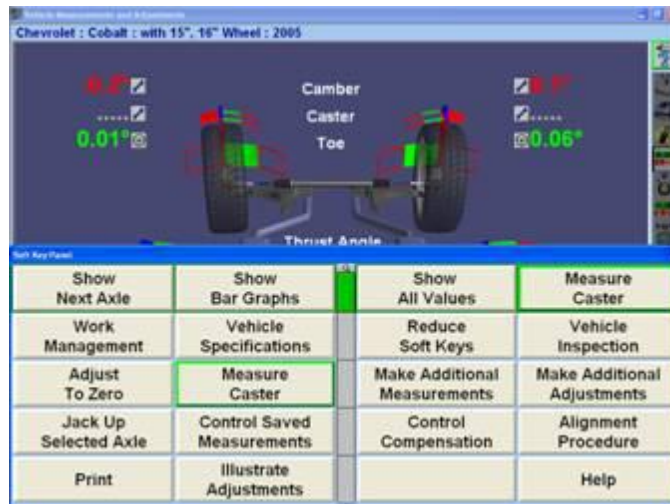 Vehicle Measurements and Adjustments
Chevrolet : Cobalt : with 15", 16" Wheel : 2005
Camber
----- Caster -----
0.01° Toe 0.06°
Thrust Angle
Soft Key Panel
Show Next Axle
Show Bar Graphs
Show All Values
Measure Caster
Work Management
Vehicle Specifications
Reduce Soft Keys
Vehicle Inspection
Adjust To Zero
Measure Caster
Make Additional Measurements
Make Additional Adjustments
Jack Up Selected Axle
Control Saved Measurements
Control Compensation
Alignment Procedure
Print
Illustrate Adjustments
Help